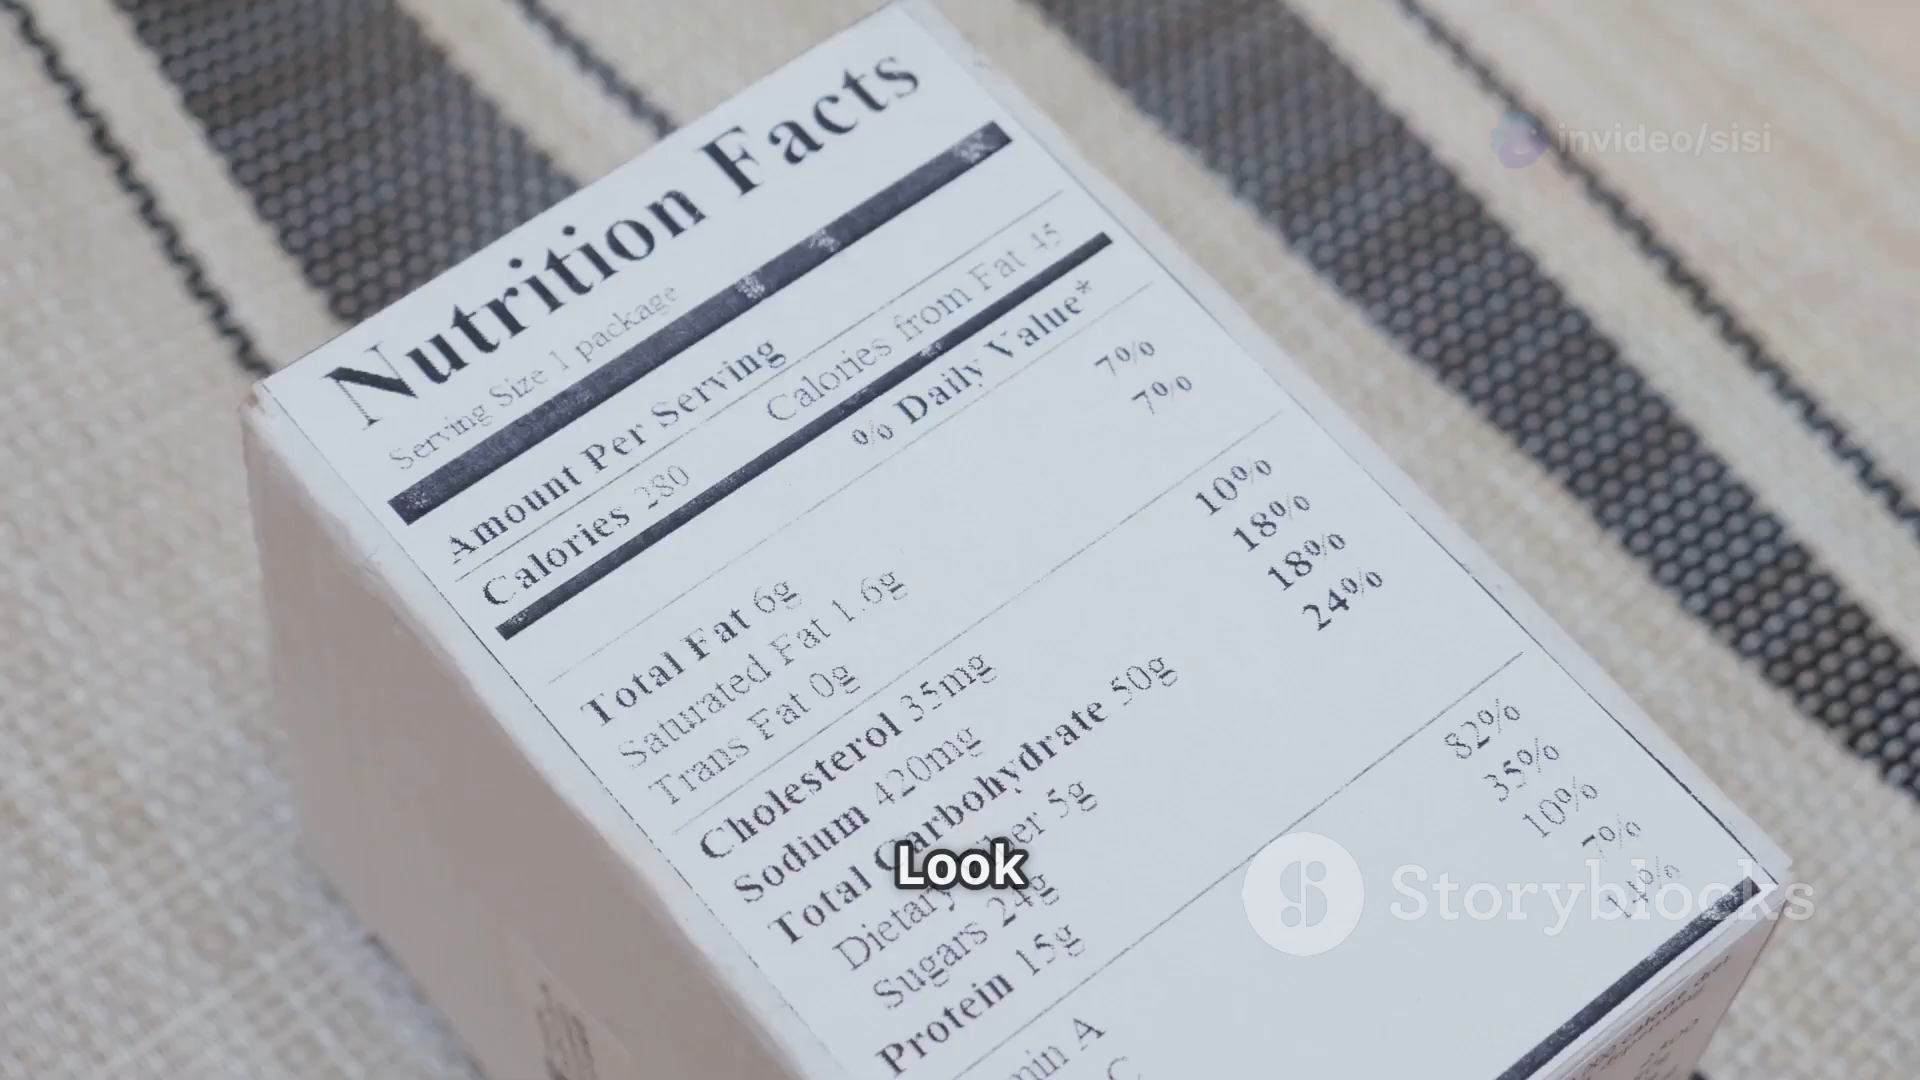 invideo/sisi
Nutrition Facts
Serving Size 1 package
Amount Per Serving
Calories 280 Calories from Fat 45
% Daily Value*
Total Fat 6g 7%
Saturated Fat 1.6g 7%
Trans Fat 0g
Cholesterol 35mg 10%
Sodium 420mg 18%
Total Carbohydrate 50g 18%
Dietary 5g 24%
Sugars 24g
Protein 15g
82%
35%
10%
7%
14%
A
C
Look
Storyblocks